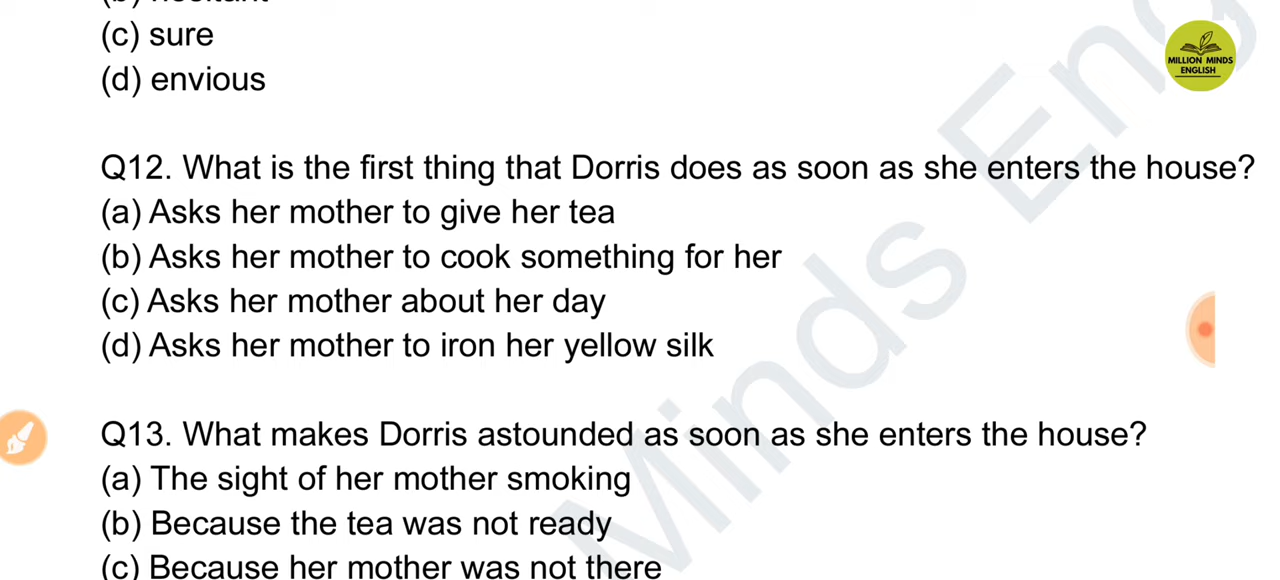 (c) sure
(d) envious
MILLION MINDS
ENGLISH
Q12. What is the first thing that Dorris does as soon as she enters the house?
(a) Asks her mother to give her tea
(b) Asks her mother to cook something for her
(c) Asks her mother about her day
(d) Asks her mother to iron her yellow silk
Q13. What makes Dorris astounded as soon as she enters the house?
(a) The sight of her mother smoking
(b) Because the tea was not ready
(c) Because her mother was not there
Minds Eng